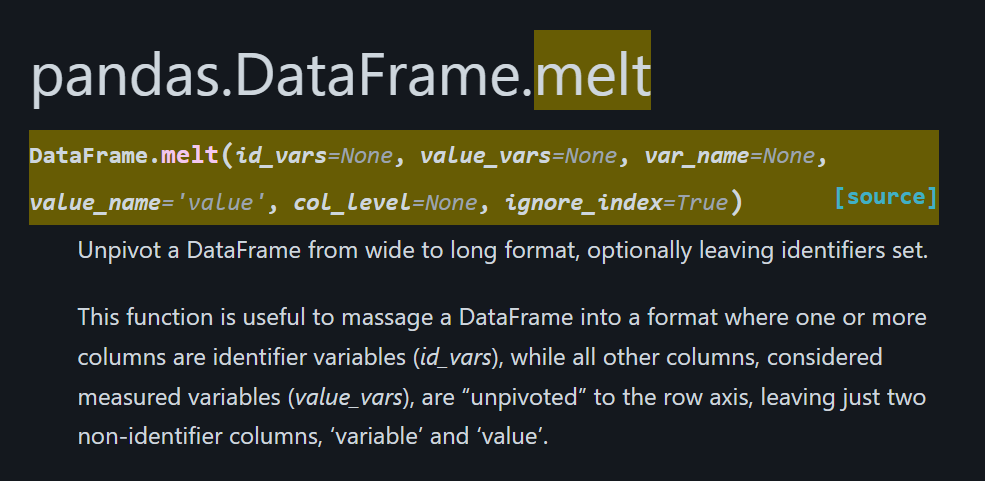 pandas.DataFrame.melt
DataFrame.melt(id_vars=None, value_vars=None, var_name=None,
value_name='value', col_level=None, ignore_index=True) [source]
Unpivot a DataFrame from wide to long format, optionally leaving identifiers set.
This function is useful to massage a DataFrame into a format where one or more
columns are identifier variables (id_vars), while all other columns, considered
measured variables (value_vars), are “unpivoted” to the row axis, leaving just two
non-identifier columns, ‘variable’ and ‘value’.